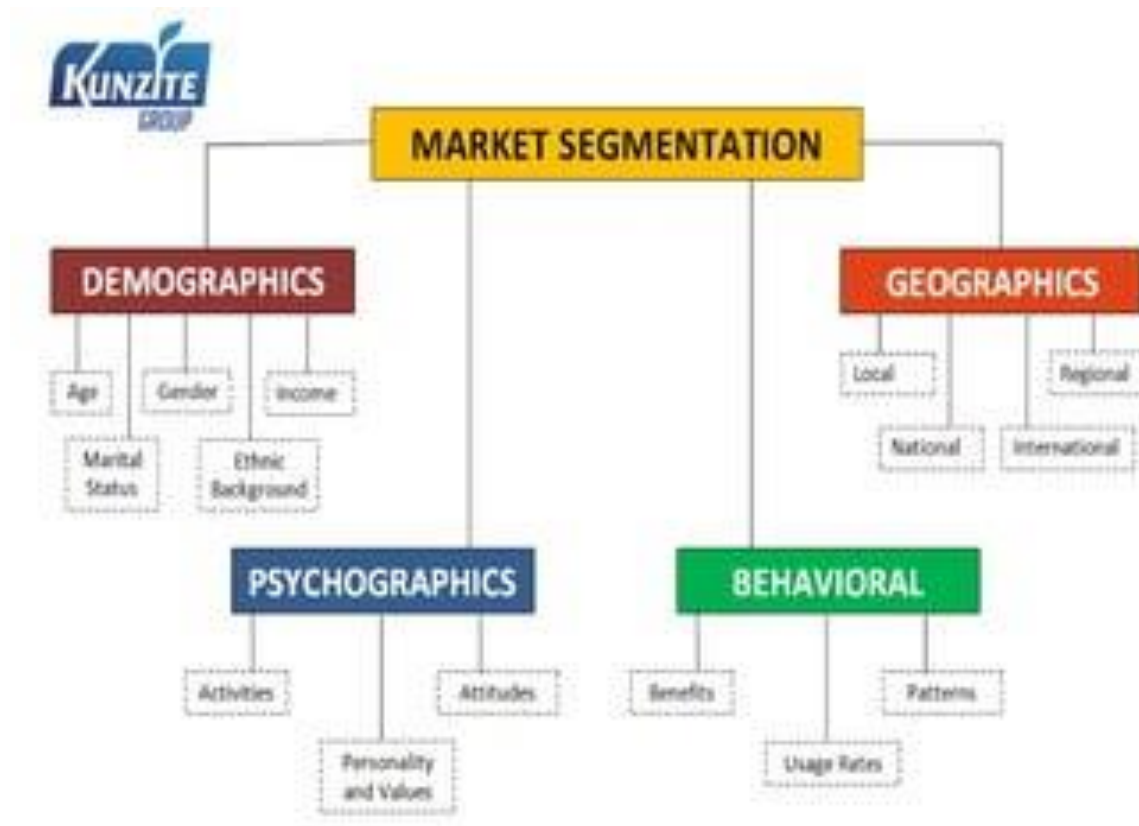 KUNZITE
GROUP
MARKET SEGMENTATION
DEMOGRAPHICS
GEOGRAPHICS
Age
Gender
Income
Local
Regional
Marital
Status
Ethnic
Background
National
International
PSYCHOGRAPHICS
BEHAVIORAL
Activities
Attitudes
Benefits
Patterns
Personality
and Values
Usage Rates